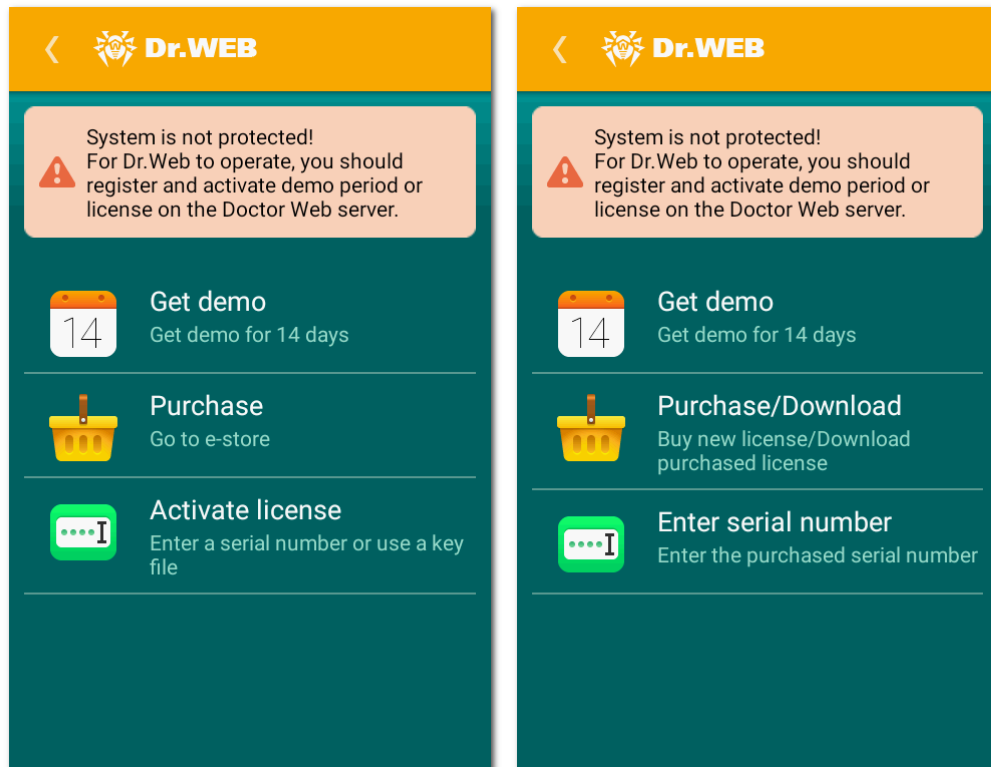 Dr.WEB
System is not protected!
For Dr.Web to operate, you should
register and activate demo period or
license on the Doctor Web server.
14
Get demo
Get demo for 14 days
Purchase
Go to e-store
Activate license
Enter a serial number or use a key
file
Dr.WEB
System is not protected!
For Dr.Web to operate, you should
register and activate demo period or
license on the Doctor Web server.
14
Get demo
Get demo for 14 days
Purchase/Download
Buy new license/Download
purchased license
Enter serial number
Enter the purchased serial number